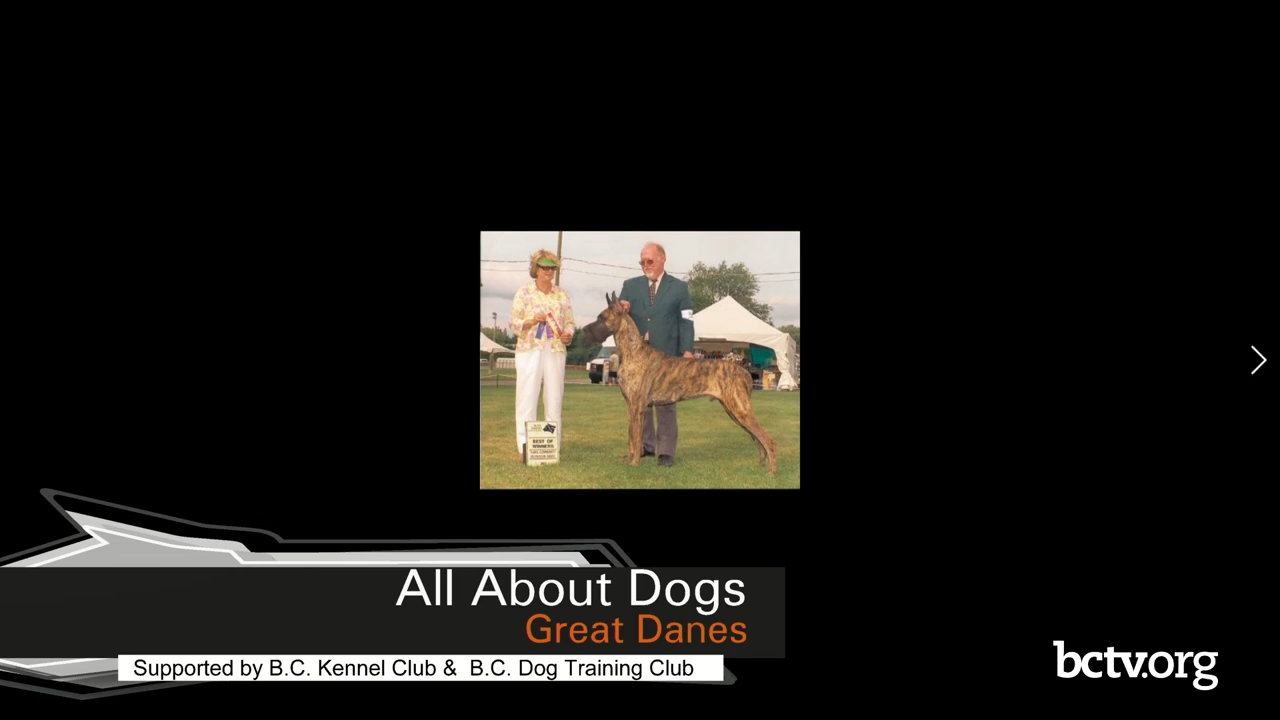 BEST OF
WINNERS
All About Dogs
Great Danes
Supported by B.C. Kennel Club & B.C. Dog Training Club
bctv.org